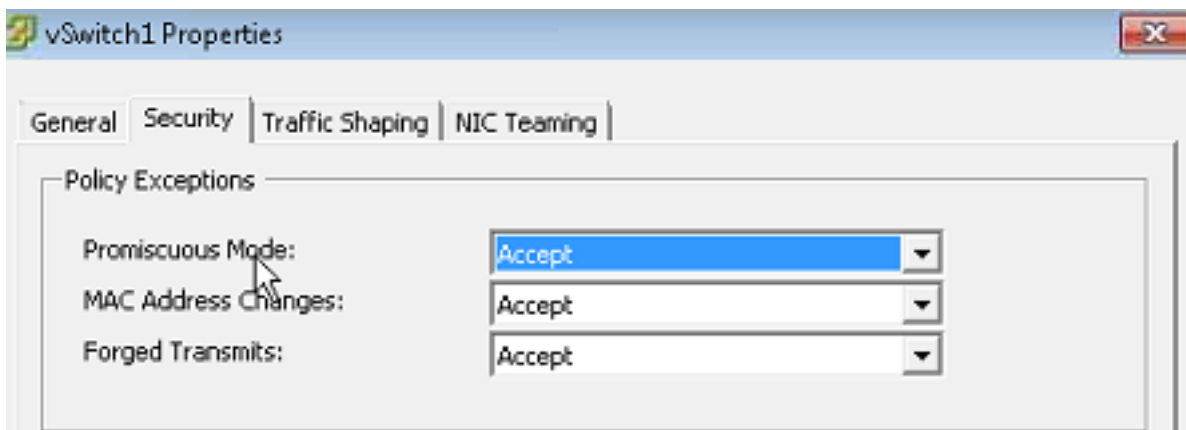 vSwitch1 Properties
General Security Traffic Shaping NIC Teaming
Policy Exceptions
Promiscuous Mode: Accept
MAC Address Changes: Accept
Forged Transmits: Accept